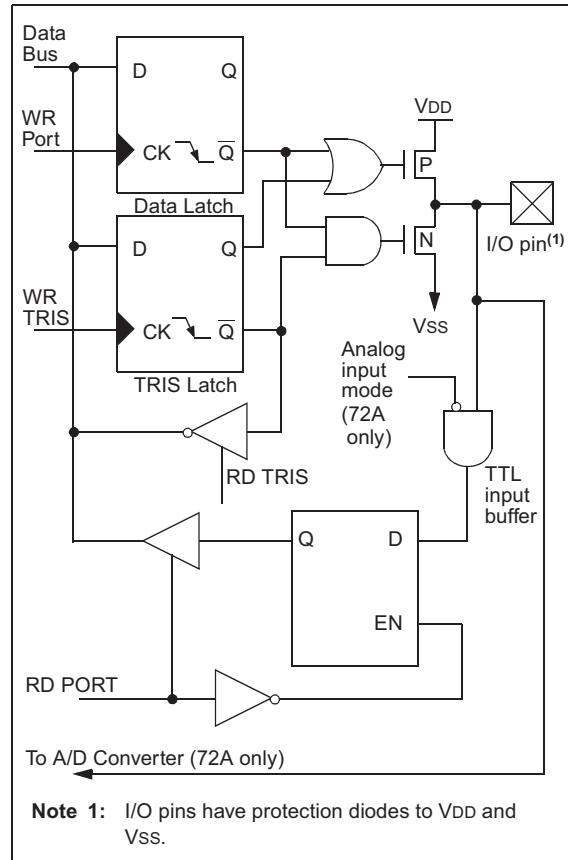 Data
Bus
D
Q
WR
Port
CK
Q
Data Latch
VDD
P
N
I/O pin(1)
VSS
D
Q
WR
TRIS
CK
Q
TRIS Latch
Analog
input
mode
(72A
only)
RD TRIS
TTL
input
buffer
Q
D
EN
RD PORT
To A/D Converter (72A only)
Note 1: I/O pins have protection diodes to VDD and
VSS.